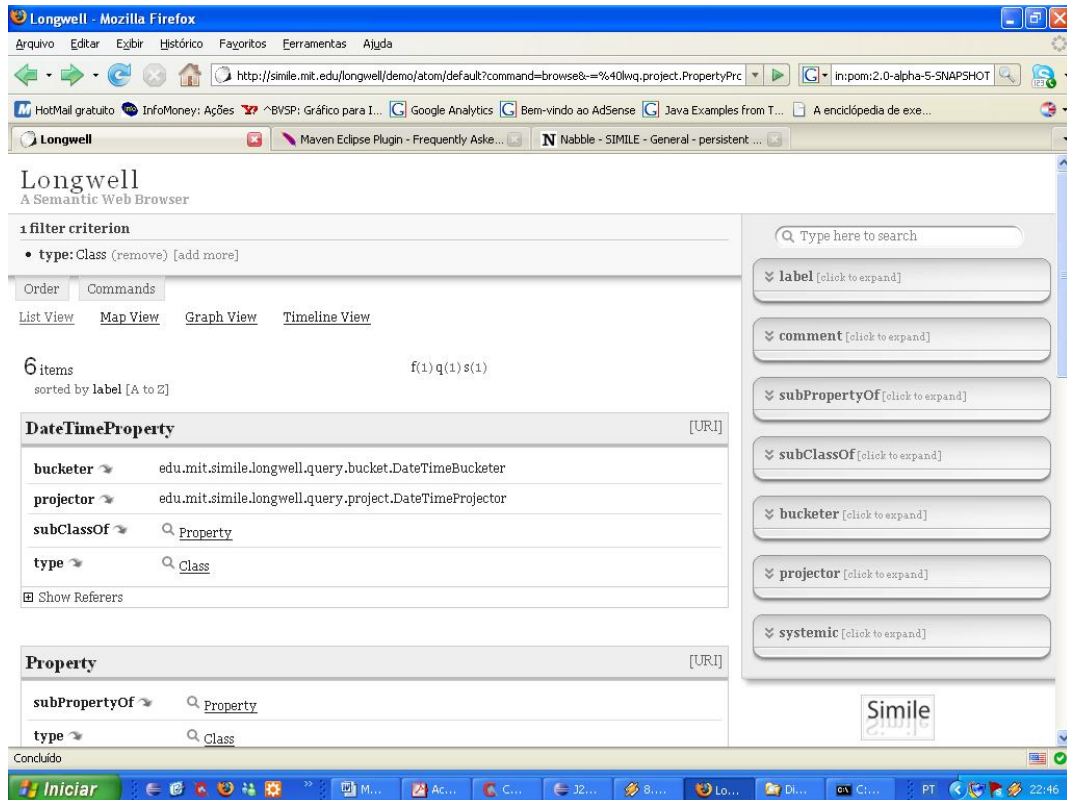 Longwell - Mozilla Firefox
Arquivo Editar Exibir Histórico Favoritos Ferramentas Ajuda
http://simile.mit.edu/longwell/demo/atom/default?command=browse&-=%40lwq.project.PropertyPrc
in:pom:2.0-alpha-5-SNAPSHOT
HotMail gratuito InfoMoney: Ações ^BVSP: Gráfico para I... Google Analytics Bem-vindo ao AdSense Java Examples from T... A enciclópedia de exe...
Longwell Maven Eclipse Plugin - Frequently Aske... Nabble - SIMILE - General - persistent ...
Longwell
A Semantic Web Browser
1 filter criterion
• type: Class (remove) [add more]
Order Commands
List View Map View Graph View Timeline View
6 items
f(1) q(1) s(1)
sorted by label [A to Z]
DateTimeProperty [URI]
bucketer edu.mit.simile.longwell.query.bucket.DateTimeBucketer
projector edu.mit.simile.longwell.query.project.DateTimeProjector
subClassOf Property
type Class
Show Referers
Property [URI]
subPropertyOf Property
type Class
Type here to search
label [click to expand]
comment [click to expand]
subPropertyOf [click to expand]
subClassOf [click to expand]
bucketer [click to expand]
projector [click to expand]
systemic [click to expand]
Simile
Concluído
Iniciar M... Ac... C... J2... 8... Lo... Di... C:... PT 22:46